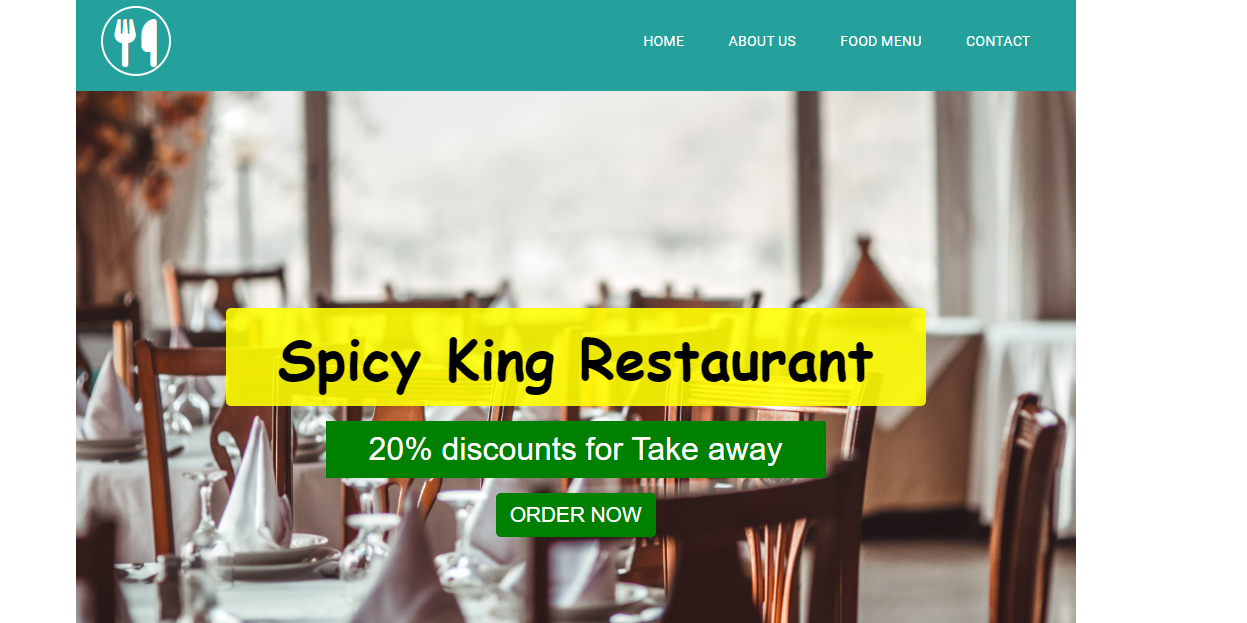 HOME ABOUT US FOOD MENU CONTACT
Spicy King Restaurant
20% discounts for Take away
ORDER NOW